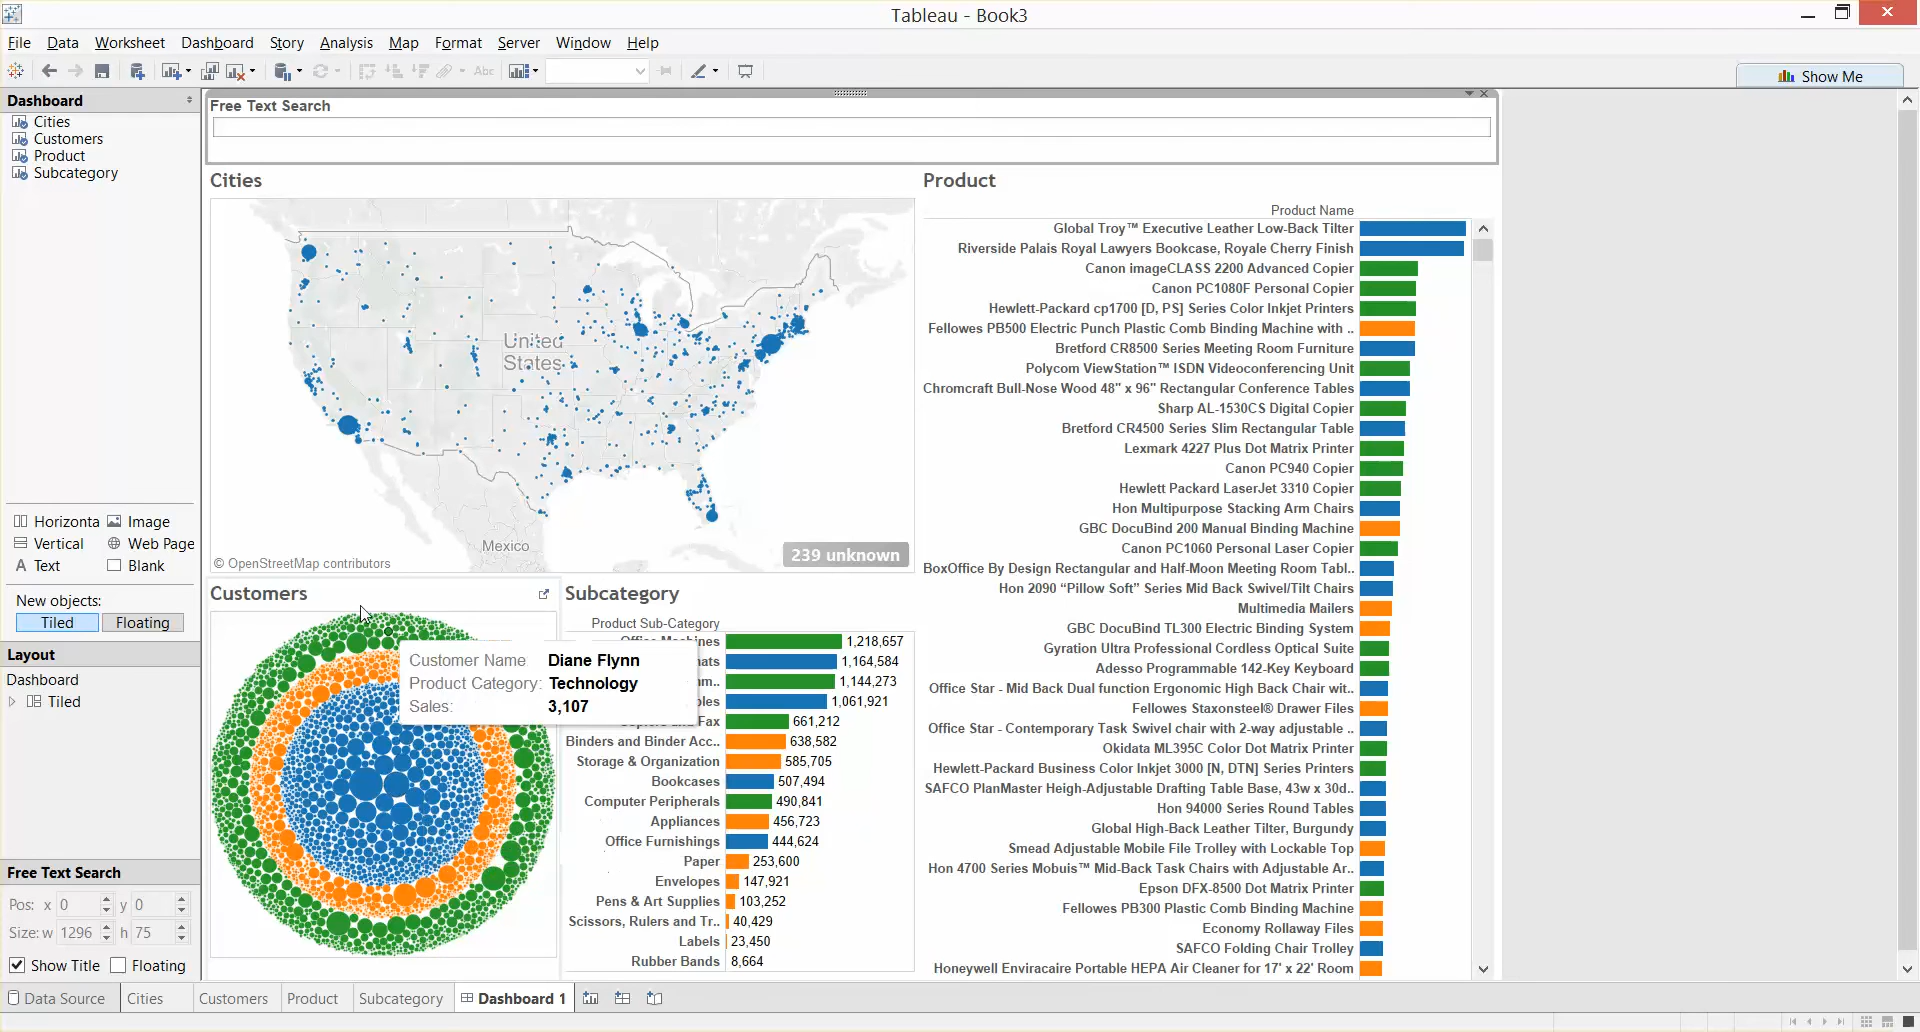 Tableau - Book3
File Data Worksheet Dashboard Story Analysis Map Format Server Window Help
Abc
Show Me
Dashboard
Cities
Customers
Product
Subcategory
Horizonta Image
Vertical Web Page
A Text Blank
New objects:
Tiled Floating
Layout
Dashboard
Tiled
Free Text Search
Pos: x 0 y 0
Size: w 1296 h 75
Show Title Floating
Free Text Search
Cities
United
States
Mexico
© OpenStreetMap contributors
239 unknown
Customers
Customer Name Diane Flynn
Product Category: Technology
Sales: 3,107
Subcategory
Product Sub-Category
Office Machines 1,218,657
1,164,584
1,144,273
1,061,921
Fax 661,212
Binders and Binder Acc.. 638,582
Storage & Organization 585,705
Bookcases 507,494
Computer Peripherals 490,841
Appliances 456,723
Office Furnishings 444,624
Paper 253,600
Envelopes 147,921
Pens & Art Supplies 103,252
Scissors, Rulers and Tr.. 40,429
Labels 23,450
Rubber Bands 8,664
Product
Product Name
Global Troy™ Executive Leather Low-Back Tilter
Riverside Palais Royal Lawyers Bookcase, Royale Cherry Finish
Canon imageCLASS 2200 Advanced Copier
Canon PC1080F Personal Copier
Hewlett-Packard cp1700 [D, PS] Series Color Inkjet Printers
Fellowes PB500 Electric Punch Plastic Comb Binding Machine with ..
Bretford CR8500 Series Meeting Room Furniture
Polycom ViewStation™ ISDN Videoconferencing Unit
Chromcraft Bull-Nose Wood 48" x 96" Rectangular Conference Tables
Sharp AL-1530CS Digital Copier
Bretford CR4500 Series Slim Rectangular Table
Lexmark 4227 Plus Dot Matrix Printer
Canon PC940 Copier
Hewlett Packard LaserJet 3310 Copier
Hon Multipurpose Stacking Arm Chairs
GBC DocuBind 200 Manual Binding Machine
Canon PC1060 Personal Laser Copier
BoxOffice By Design Rectangular and Half-Moon Meeting Room Tabl..
Hon 2090 “Pillow Soft” Series Mid Back Swivel/Tilt Chairs
Multimedia Mailers
GBC DocuBind TL300 Electric Binding System
Gyration Ultra Professional Cordless Optical Suite
Adesso Programmable 142-Key Keyboard
Office Star - Mid Back Dual function Ergonomic High Back Chair wit..
Fellowes Staxonsteel® Drawer Files
Office Star - Contemporary Task Swivel chair with 2-way adjustable ..
Okidata ML395C Color Dot Matrix Printer
Hewlett-Packard Business Color Inkjet 3000 [N, DTN] Series Printers
SAFCO PlanMaster Heigh-Adjustable Drafting Table Base, 43w x 30d..
Hon 94000 Series Round Tables
Global High-Back Leather Tilter, Burgundy
Smead Adjustable Mobile File Trolley with Lockable Top
Hon 4700 Series Mobuis™ Mid-Back Task Chairs with Adjustable Ar..
Epson DFX-8500 Dot Matrix Printer
Fellowes PB300 Plastic Comb Binding Machine
Economy Rollaway Files
SAFCO Folding Chair Trolley
Honeywell Enviracaire Portable HEPA Air Cleaner for 17' x 22' Room
Data Source Cities Customers Product Subcategory Dashboard 1